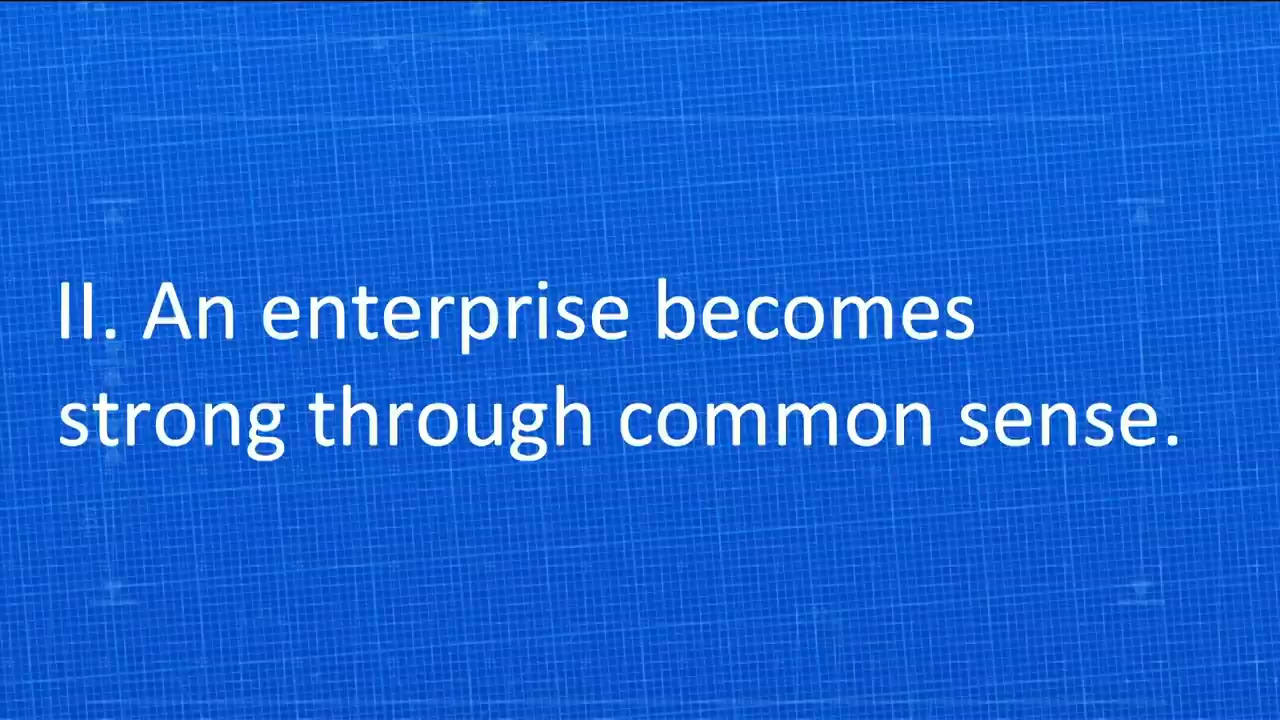 II. An enterprise becomes
strong through common sense.